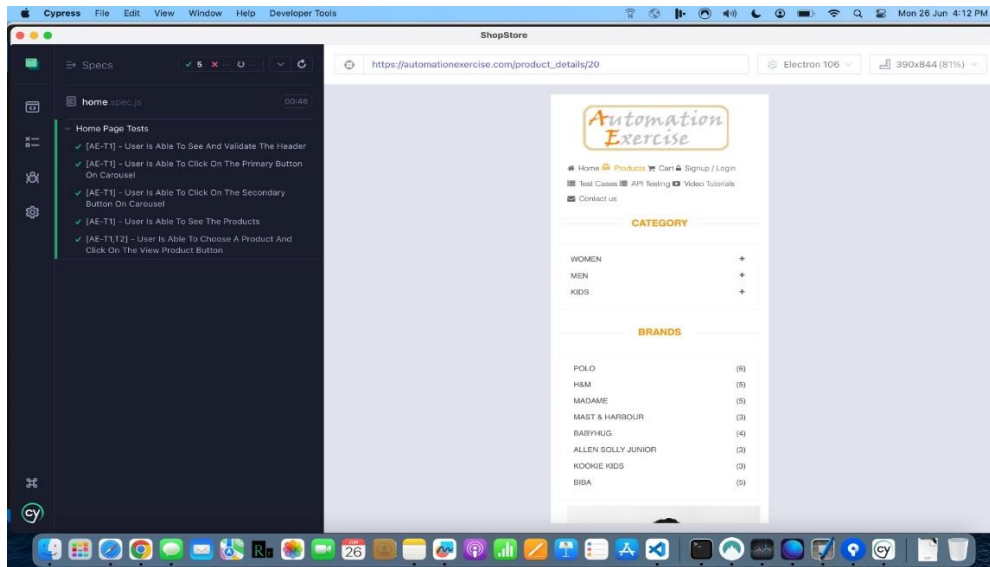 Cypress File Edit View Window Help Developer Tools
Mon 26 Jun 4:12 PM
ShopStore
Specs
5
home.spec.js
00:46
Home Page Tests
[AE-T1] - User Is Able To See And Validate The Header
[AE-T1] - User Is Able To Click On The Primary Button
On Carousel
[AE-T1] - User Is Able To Click On The Secondary
Button On Carousel
[AE-T1] - User Is Able To See The Products
[AE-T1,T2] - User Is Able To Choose A Product And
Click On The View Product Button
cy
https://automationexercise.com/product_details/20
Electron 106
390x844 (81%)
Automation
Exercise
Home Products Cart Signup / Login
Test Cases API Testing Video Tutorials
Contact us
CATEGORY
WOMEN +
MEN +
KIDS +
BRANDS
POLO (6)
H&M (5)
MADAME (5)
MAST & HARBOUR (3)
BABYHUG (4)
ALLEN SOLLY JUNIOR (3)
KOOKIE KIDS (3)
BIBA (5)
JUN
26
cy